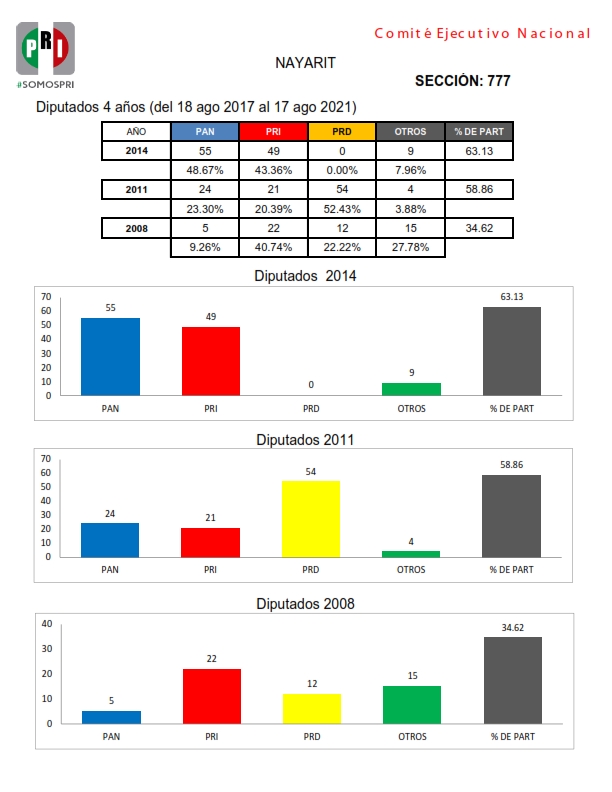 Comité Ejecutivo Nacional
PRI
#SOMOSPRI
NAYARIT
SECCIÓN: 777
Diputados 4 años (del 18 ago 2017 al 17 ago 2021)
AÑO PAN PRI PRD OTROS % DE PART
2014 55 49 0 9 63.13
48.67% 43.36% 0.00% 7.96%
2011 24 21 54 4 58.86
23.30% 20.39% 52.43% 3.88%
2008 5 22 12 15 34.62
9.26% 40.74% 22.22% 27.78%
Diputados 2014
70
60
50
40
30
20
10
0
55 49 0 9 63.13
PAN PRI PRD OTROS % DE PART
Diputados 2011
70
60
50
40
30
20
10
0
24 21 54 4 58.86
PAN PRI PRD OTROS % DE PART
Diputados 2008
40
30
20
10
0
5 22 12 15 34.62
PAN PRI PRD OTROS % DE PART